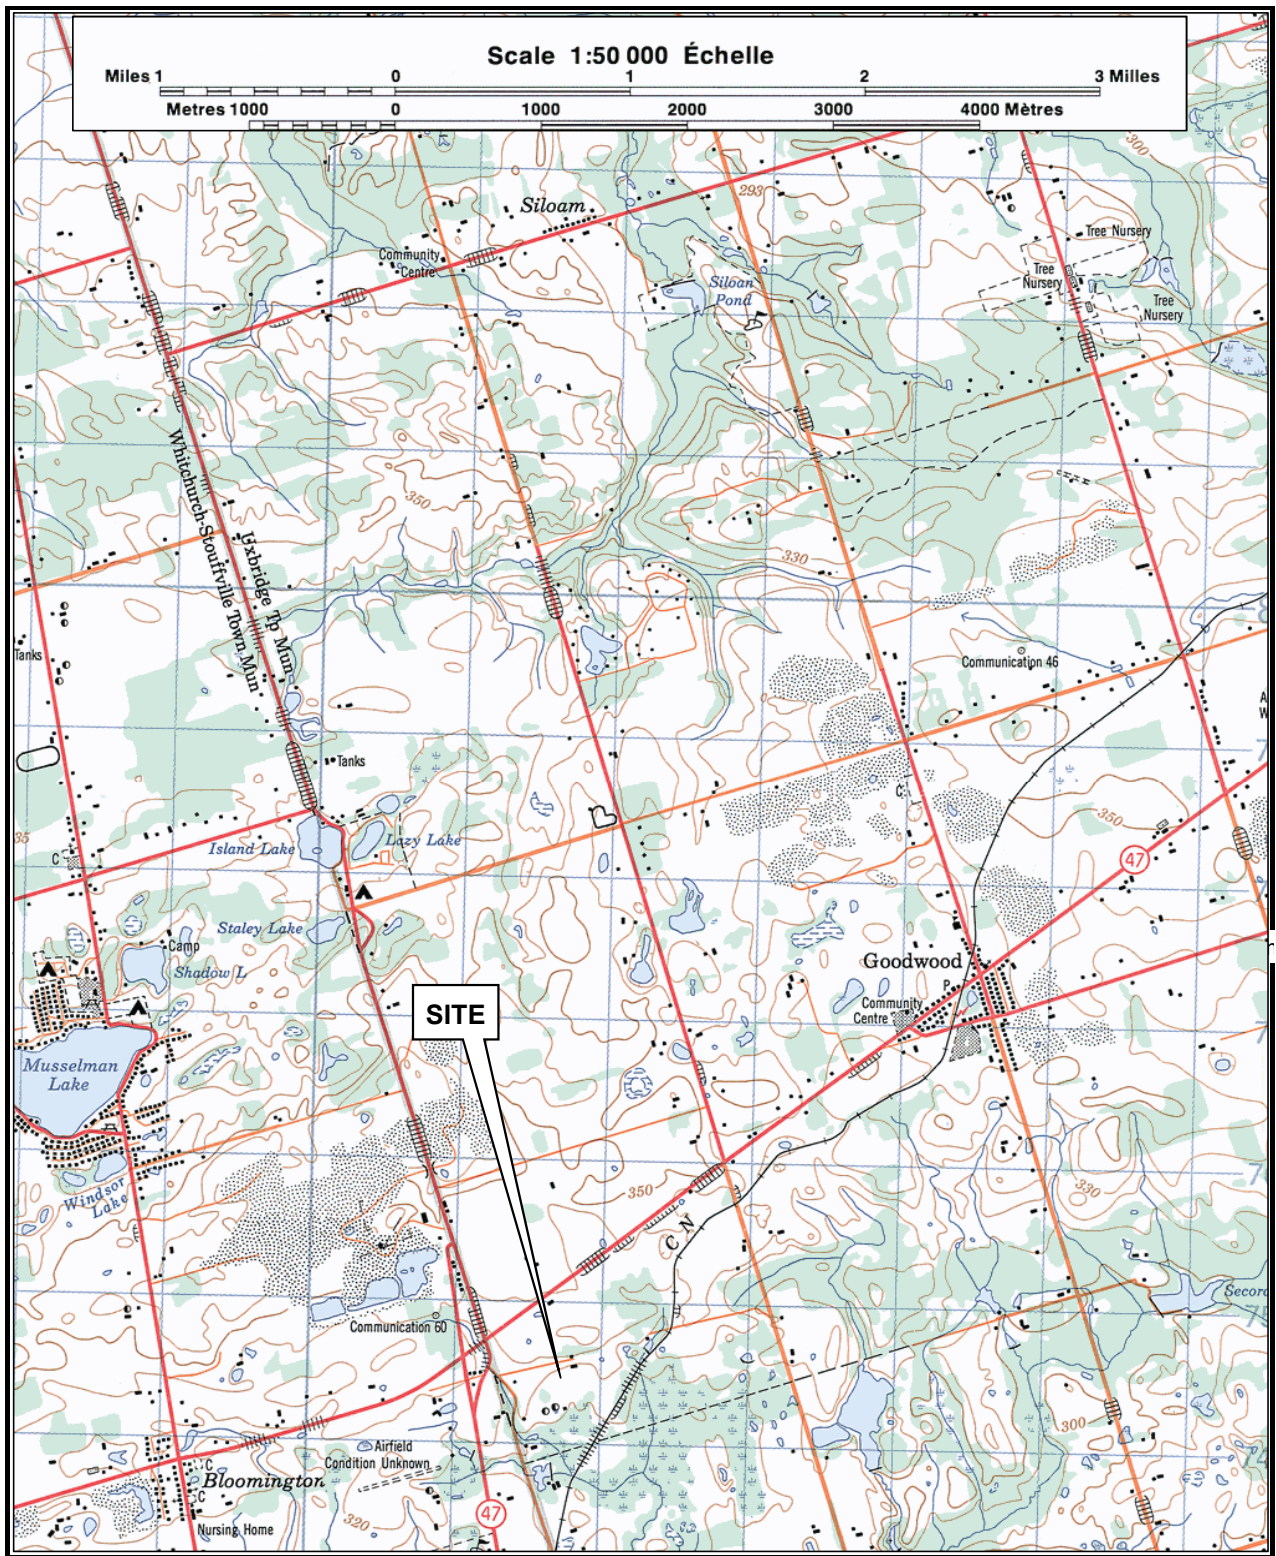 Scale 1:50 000 Échelle
Miles 1 0 1 2 3 Milles
Metres 1000 0 1000 2000 3000 4000 Mètres
300
293
Siloam
Community
Centre
Siloan
Pond
Tree Nursery
Tree
Nursery
Tree
Nursery
350
330
Whitchurch-Stouffville Town Mun
Uxbridge Tp Mun
Tanks
Communication 46
Tanks
35
C
Island Lake
Lazy Lake
C
350
47
Staley Lake
Camp
Shadow L
Goodwood
P
Community
Centre
SITE
Musselman
Lake
Windsor
Lake
350
C N
330
Communication 60
Airfield
Condition Unknown
C
Bloomington
C
Nursing Home
320
47
300